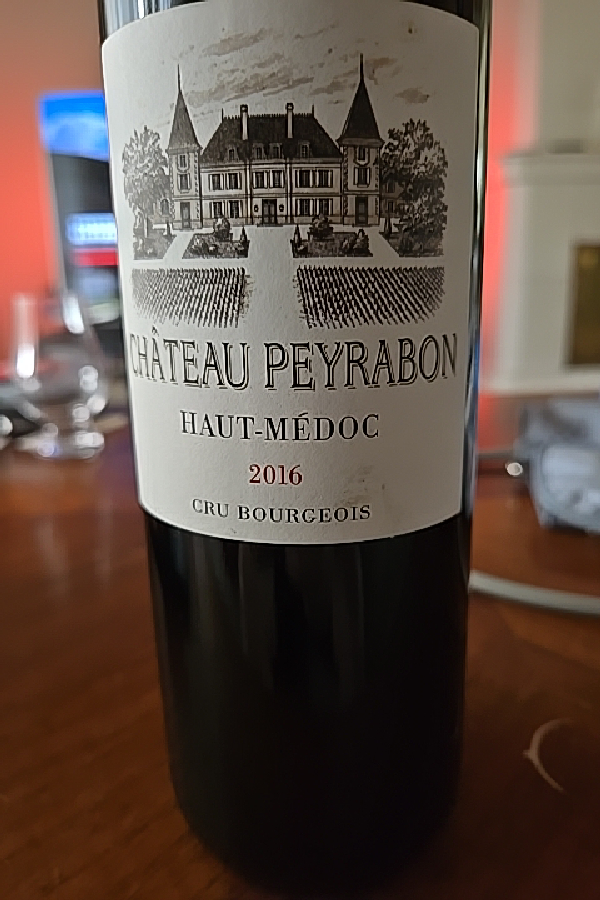 CHÂTEAU PEYRABON
HAUT-MÉDOC
2016
CRU BOURGEOIS